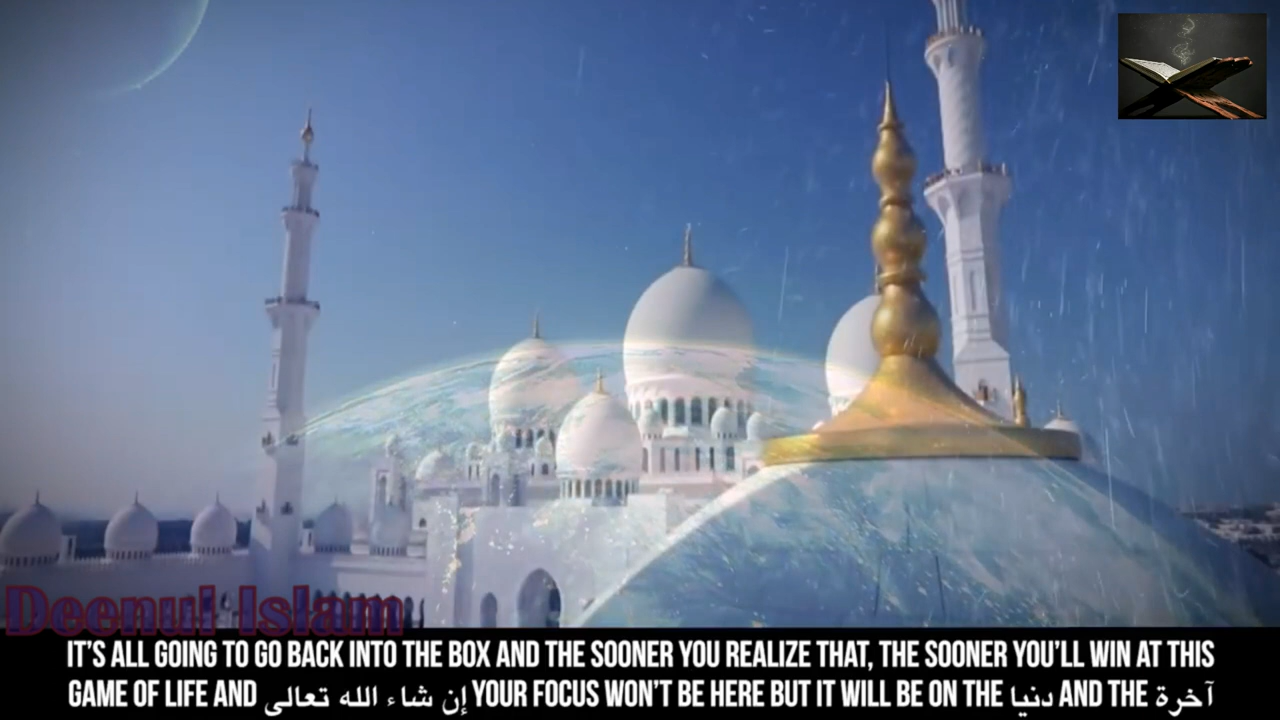 Deenul Islam
IT'S ALL GOING TO GO BACK INTO THE BOX AND THE SOONER YOU REALIZE THAT, THE SOONER YOU'LL WIN AT THIS
GAME OF LIFE AND إن شاء الله تعالى YOUR FOCUS WON'T BE HERE BUT IT WILL BE ON THE دنيا AND THE آخرة